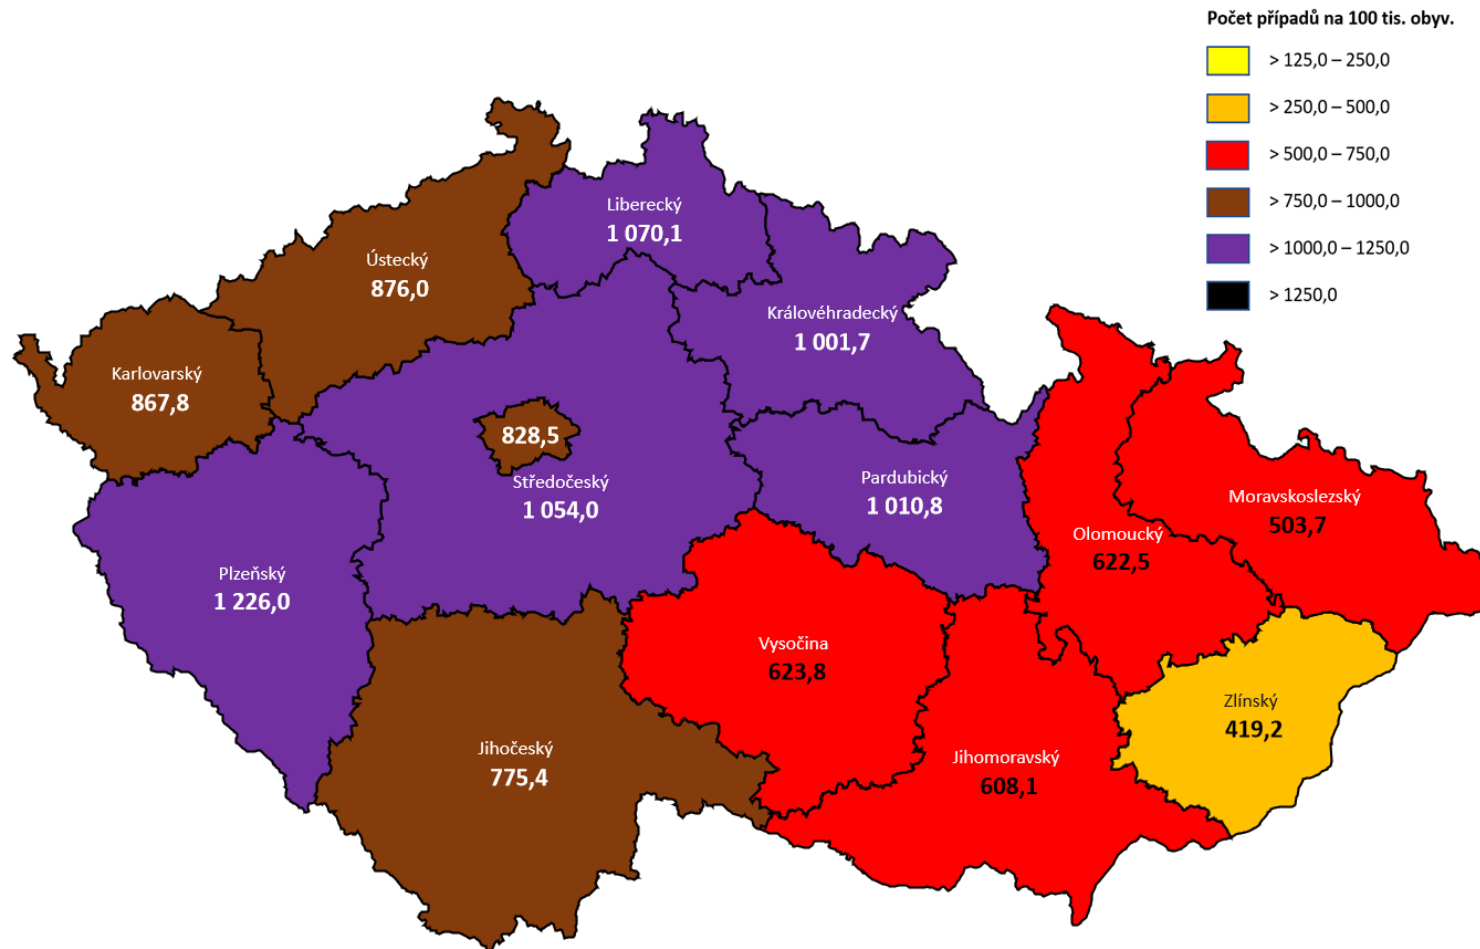 Počet případů na 100 tis. obyv.
> 125,0 – 250,0
> 250,0 – 500,0
> 500,0 – 750,0
> 750,0 – 1000,0
> 1000,0 – 1250,0
> 1250,0
Liberecký
1 070,1
Ústecký
876,0
Královéhradecký
1 001,7
Karlovarský
867,8
828,5
Středočeský
1 054,0
Pardubický
1 010,8
Moravskoslezský
503,7
Olomoucký
622,5
Plzeňský
1 226,0
Vysočina
623,8
Zlínský
419,2
Jihočeský
775,4
Jihomoravský
608,1